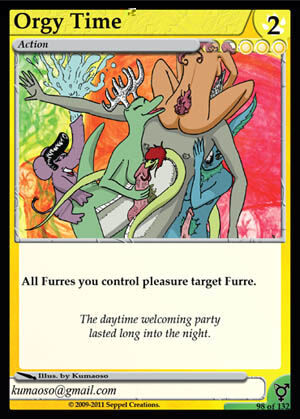 Orgy Time
2
Action
All Furres you control pleasure target Furre.
The daytime welcoming party
lasted long into the night.
Illus. by Kumaoso
kumaoso@gmail.com
© 2009-2011 Seppel Creations.
98 of 132